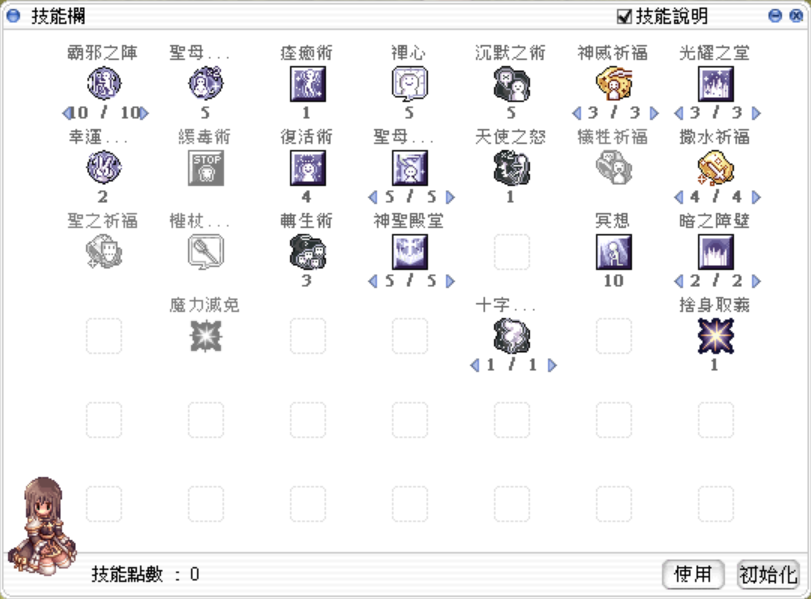 技能欄 技能說明
霸邪之陣 聖母... 痊癒術 禪心 沉默之術 神威祈福 光耀之堂
10 / 10 5 1 5 5 3 / 3 3 / 3
幸運... 緩毒術 復活術 聖母... 天使之怒 犧牲祈福 撒水祈福
STOP
2 4 5 / 5 1 4 / 4
聖之祈福 權杖... 轉生術 神聖殿堂 冥想 暗之障壁
3 5 / 5 10 2 / 2
魔力滅免 十字... 捨身取義
1 / 1 1
技能點數 : 0 使用 初始化